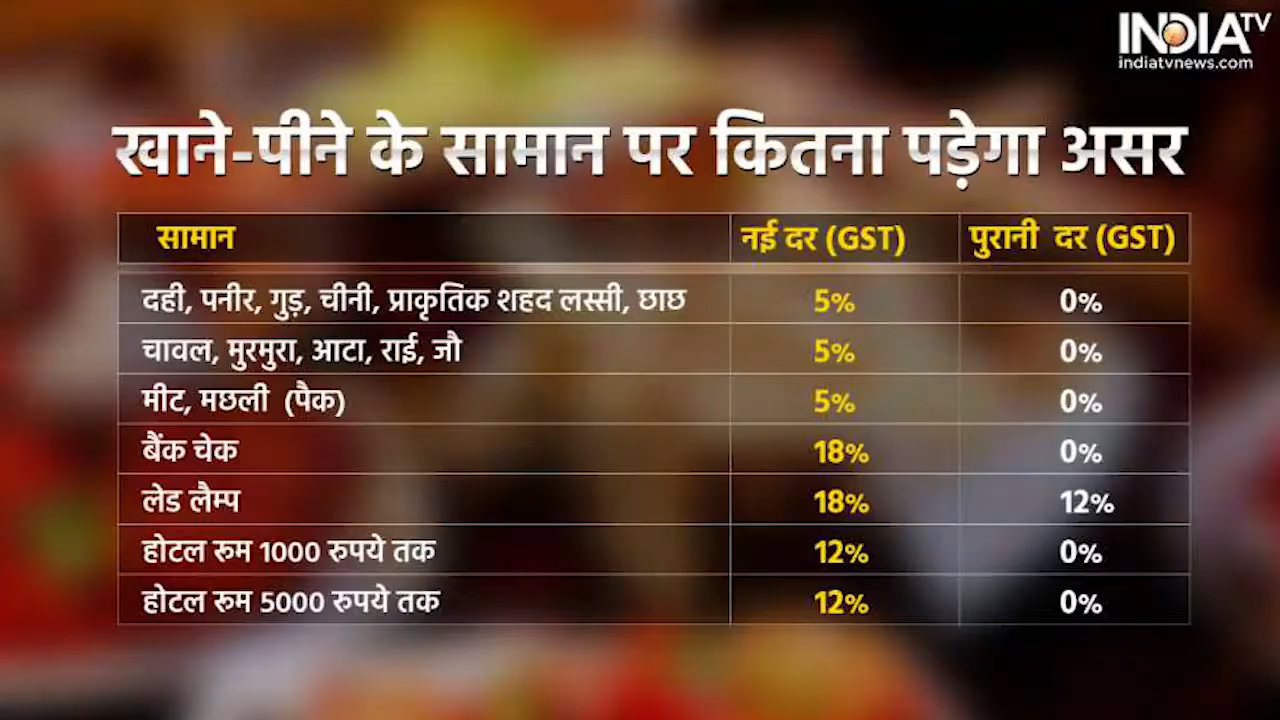 INDIA TV
indiatvnews.com
खाने-पीने के सामान पर कितना पड़ेगा असर
सामान नई दर (GST) पुरानी दर (GST)
दही, पनीर, गुड़, चीनी, प्राकृतिक शहद लस्सी, छाछ 5% 0%
चावल, मुरमुरा, आटा, राई, जौ 5% 0%
मीट, मछली (पैक) 5% 0%
बैंक चेक 18% 0%
लेड लैम्प 18% 12%
होटल रूम 1000 रुपये तक 12% 0%
होटल रूम 5000 रुपये तक 12% 0%